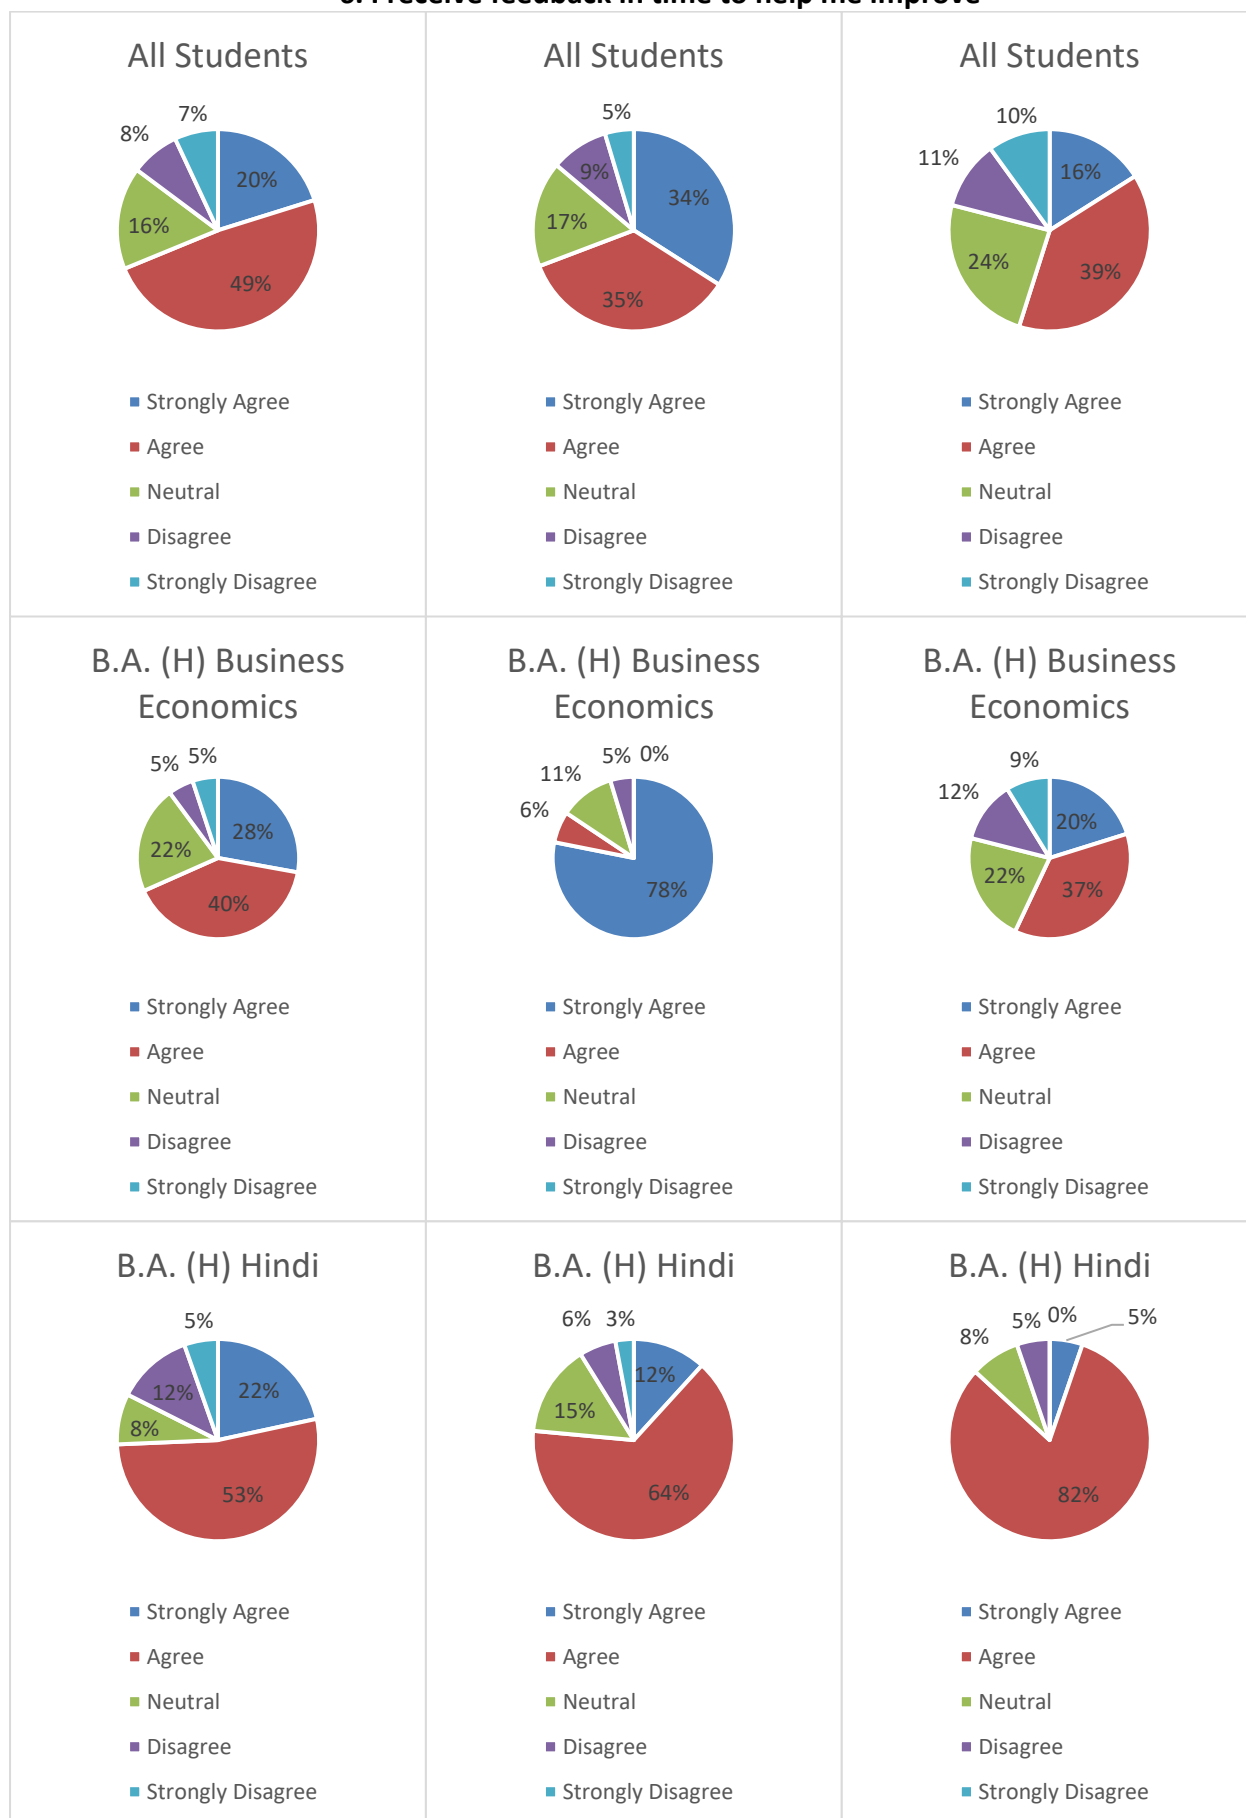 All Students
7%
8%
20%
16%
49%
Strongly Agree
Agree
Neutral
Disagree
Strongly Disagree
All Students
5%
9%
34%
17%
35%
Strongly Agree
Agree
Neutral
Disagree
Strongly Disagree
All Students
10%
11%
16%
24%
39%
Strongly Agree
Agree
Neutral
Disagree
Strongly Disagree
B.A. (H) Business
Economics
5% 5%
28%
22%
40%
Strongly Agree
Agree
Neutral
Disagree
Strongly Disagree
B.A. (H) Business
Economics
5% 0%
11%
6%
78%
Strongly Agree
Agree
Neutral
Disagree
Strongly Disagree
B.A. (H) Business
Economics
9%
12%
20%
22%
37%
Strongly Agree
Agree
Neutral
Disagree
Strongly Disagree
B.A. (H) Hindi
5%
12%
22%
8%
53%
Strongly Agree
Agree
Neutral
Disagree
Strongly Disagree
B.A. (H) Hindi
6% 3%
12%
15%
64%
Strongly Agree
Agree
Neutral
Disagree
Strongly Disagree
B.A. (H) Hindi
5% 0% 5%
8%
82%
Strongly Agree
Agree
Neutral
Disagree
Strongly Disagree